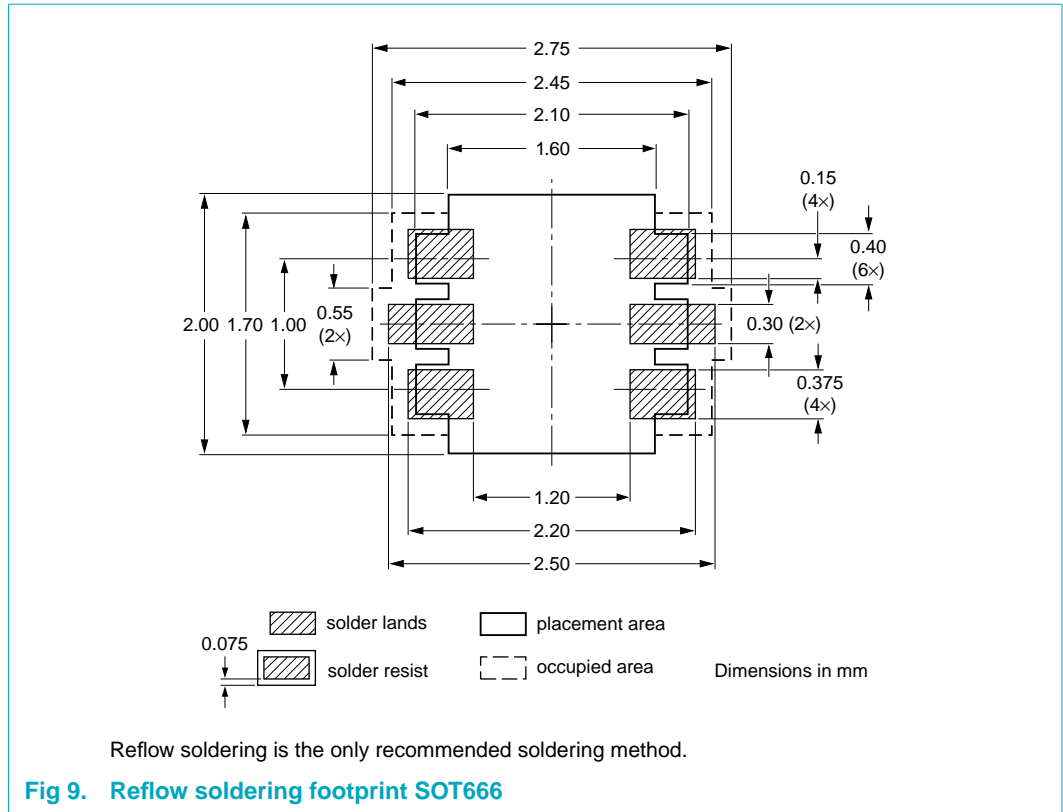 2.75
2.45
2.10
1.60
0.15
(4×)
0.40
(6×)
2.00 1.70 1.00
0.55
(2×)
0.30 (2×)
0.375
(4×)
1.20
2.20
2.50
solder lands
placement area
0.075
solder resist
occupied area
Dimensions in mm
Reflow soldering is the only recommended soldering method.
Fig 9. Reflow soldering footprint SOT666